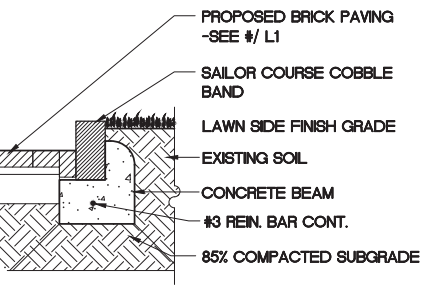 PROPOSED BRICK PAVING
-SEE #/ L1
SAILOR COURSE COBBLE
BAND
LAWN SIDE FINISH GRADE
EXISTING SOIL
CONCRETE BEAM
#3 REIN. BAR CONT.
85% COMPACTED SUBGRADE